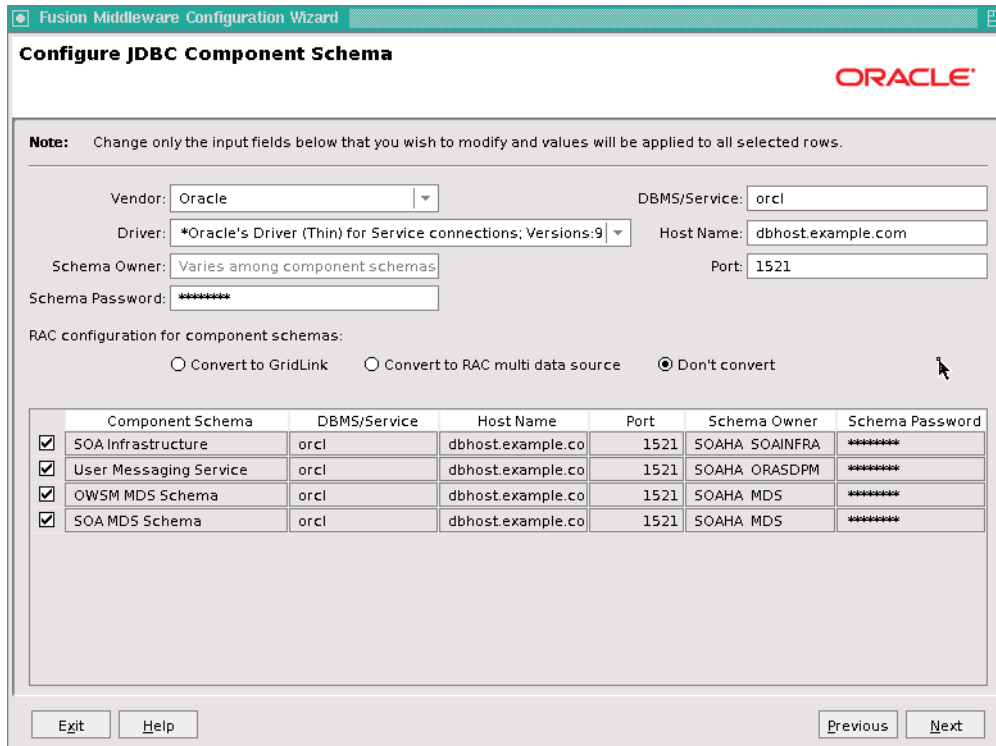 Fusion Middleware Configuration Wizard
Configure JDBC Component Schema
ORACLE
Note: Change only the input fields below that you wish to modify and values will be applied to all selected rows.
Vendor: Oracle DBMS/Service: orcl
Driver: *Oracle's Driver (Thin) for Service connections; Versions:9 Host Name: dbhost.example.com
Schema Owner: Varies among component schemas Port: 1521
Schema Password: ********
RAC configuration for component schemas:
Convert to GridLink Convert to RAC multi data source Don't convert
Component Schema DBMS/Service Host Name Port Schema Owner Schema Password
SOA Infrastructure orcl dbhost.example.co 1521 SOAHA SOAINFRA ********
User Messaging Service orcl dbhost.example.co 1521 SOAHA ORASDPM ********
OWSM MDS Schema orcl dbhost.example.co 1521 SOAHA MDS ********
SOA MDS Schema orcl dbhost.example.co 1521 SOAHA MDS ********
Exit Help Previous Next